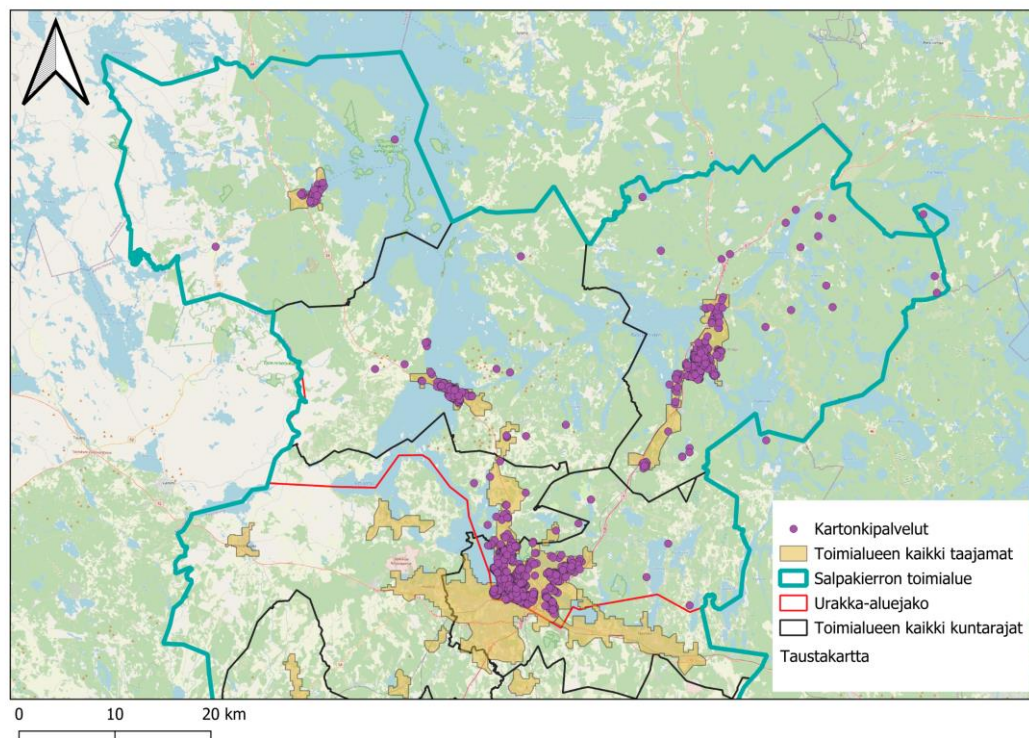 Kartonkipalvelut
Toimialueen kaikki taajamat
Salpakierron toimialue
Urakka-aluejako
Toimialueen kaikki kuntarajat
Taustakartta
0 10 20 km